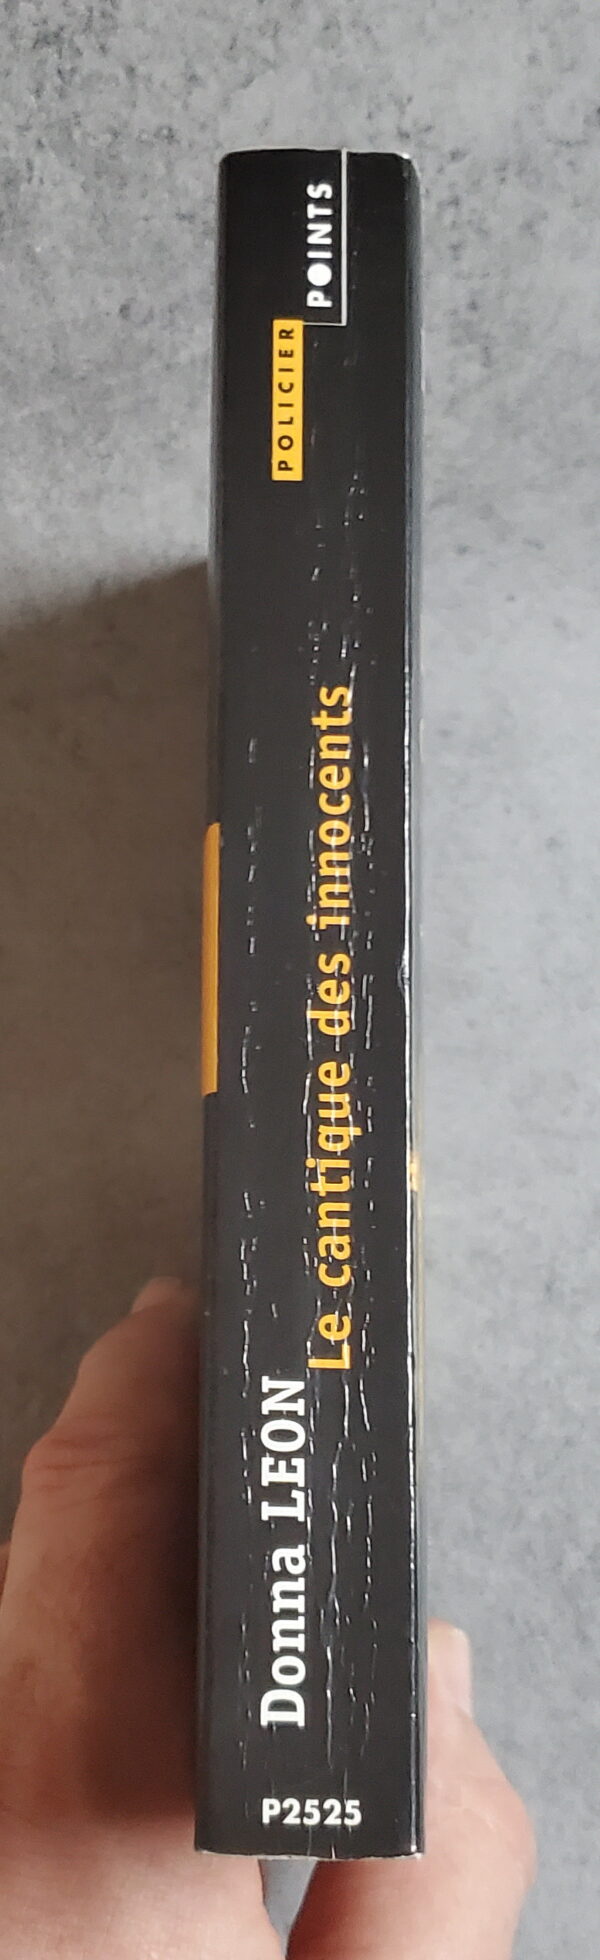 POINTS
POLICIER
Le cantique des innocents
Donna LEON
P2525